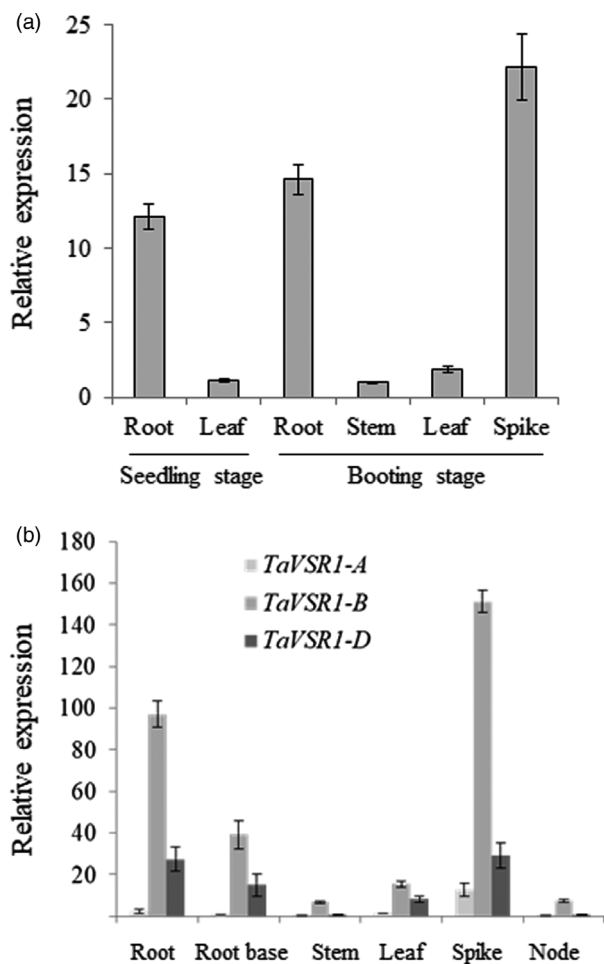 (a)
Relative expression
25
20
15
10
5
0
Root Leaf Root Stem Leaf Spike
Seedling stage Booting stage
(b)
Relative expression
180
160
140
120
100
80
60
40
20
TaVSR1-A
TaVSR1-B
TaVSR1-D
Root Root base Stem Leaf Spike Node